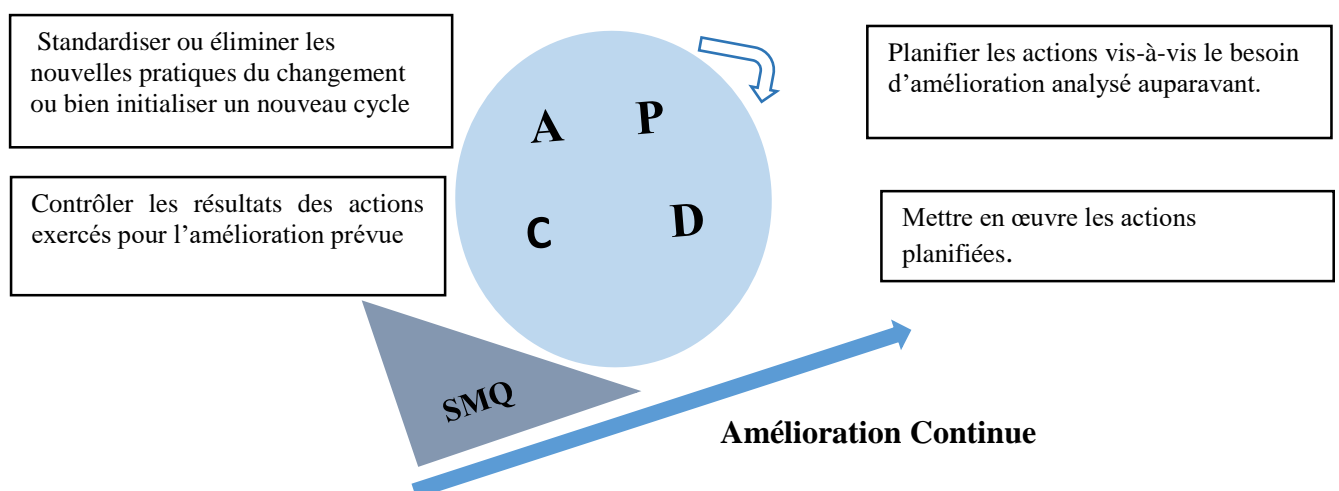 Standardiser ou éliminer les
nouvelles pratiques du changement
ou bien initialiser un nouveau cycle
Planifier les actions vis-à-vis le besoin
d’amélioration analysé auparavant.
A P
Contrôler les résultats des actions
exercés pour l’amélioration prévue
C D
Mettre en œuvre les actions
planifiées.
SMQ
Amélioration Continue